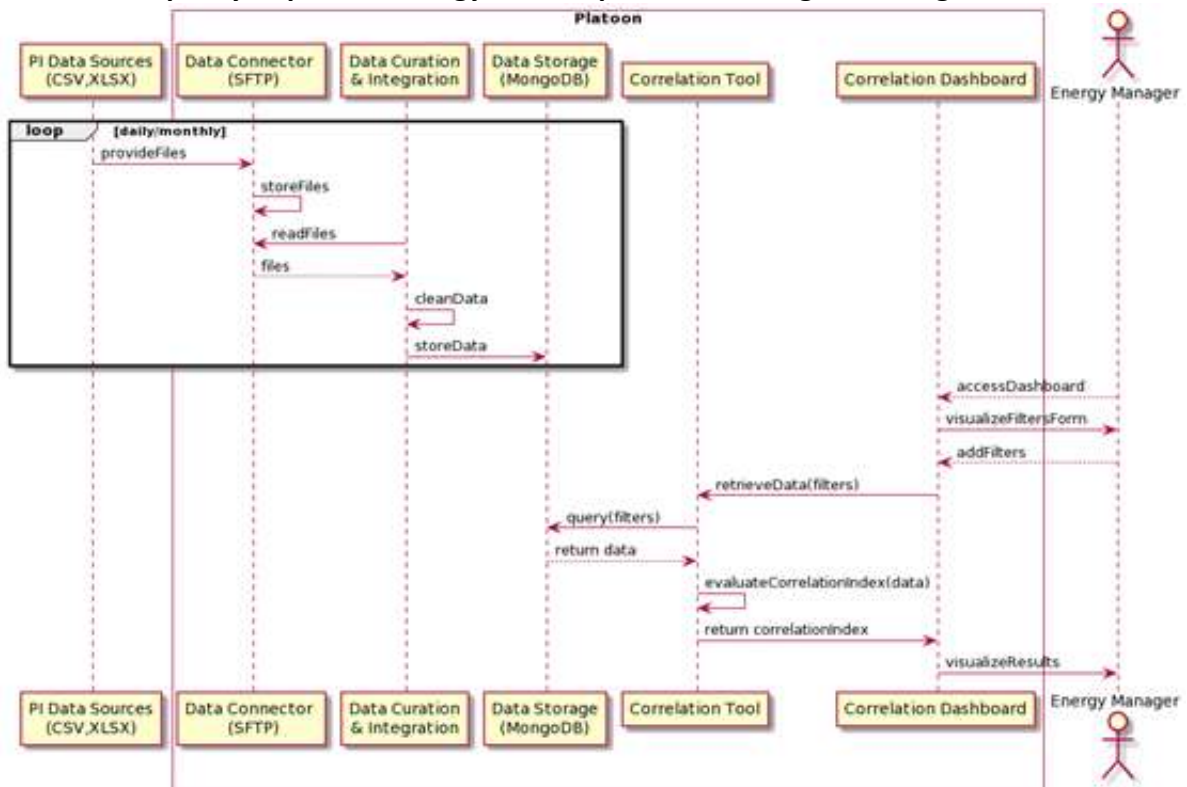 Platoon
PI Data Sources
(CSV,XLSX)
Data Connector
(SFTP)
Data Curation
& Integration
Data Storage
(MongoDB)
Correlation Tool
Correlation Dashboard
Energy Manager
loop
[daily/monthly]
provideFiles
storeFiles
readFiles
files
cleanData
storeData
accessDashboard
visualizeFiltersForm
addFilters
retrieveData(filters)
query(filters)
return data
evaluateCorrelationIndex(data)
return correlationIndex
visualizeResults
PI Data Sources
(CSV,XLSX)
Data Connector
(SFTP)
Data Curation
& Integration
Data Storage
(MongoDB)
Correlation Tool
Correlation Dashboard
Energy Manager